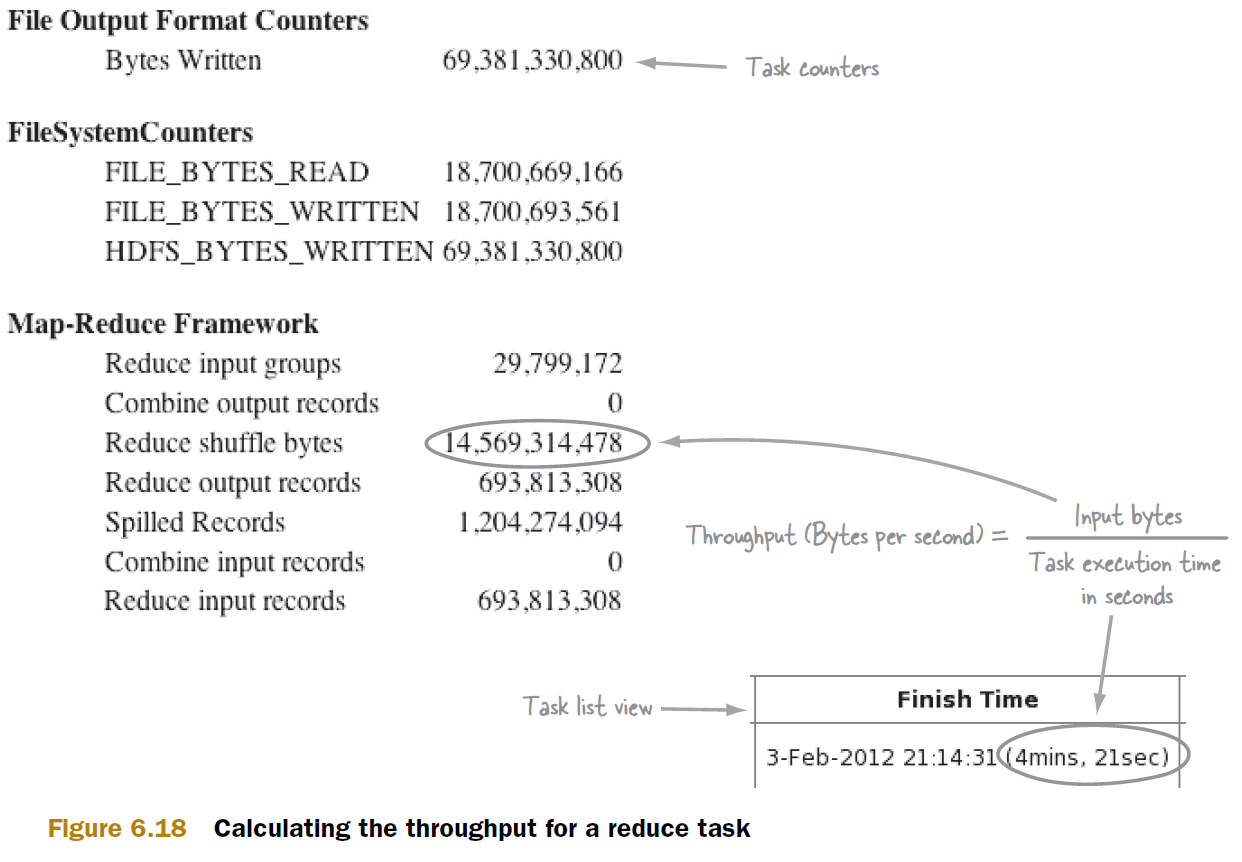 File Output Format Counters
Bytes Written 69,381,330,800
Task counters
FileSystemCounters
FILE_BYTES_READ 18,700,669,166
FILE_BYTES_WRITTEN 18,700,693,561
HDFS_BYTES_WRITTEN 69,381,330,800
Map-Reduce Framework
Reduce input groups 29,799,172
Combine output records 0
Reduce shuffle bytes 14,569,314,478
Reduce output records 693,813,308
Spilled Records 1,204,274,094
Combine input records 0
Reduce input records 693,813,308
Throughput (Bytes per second) =
Input bytes
Task execution time
in seconds
Task list view
Finish Time
3-Feb-2012 21:14:31 (4mins, 21sec)
Figure 6.18 Calculating the throughput for a reduce task